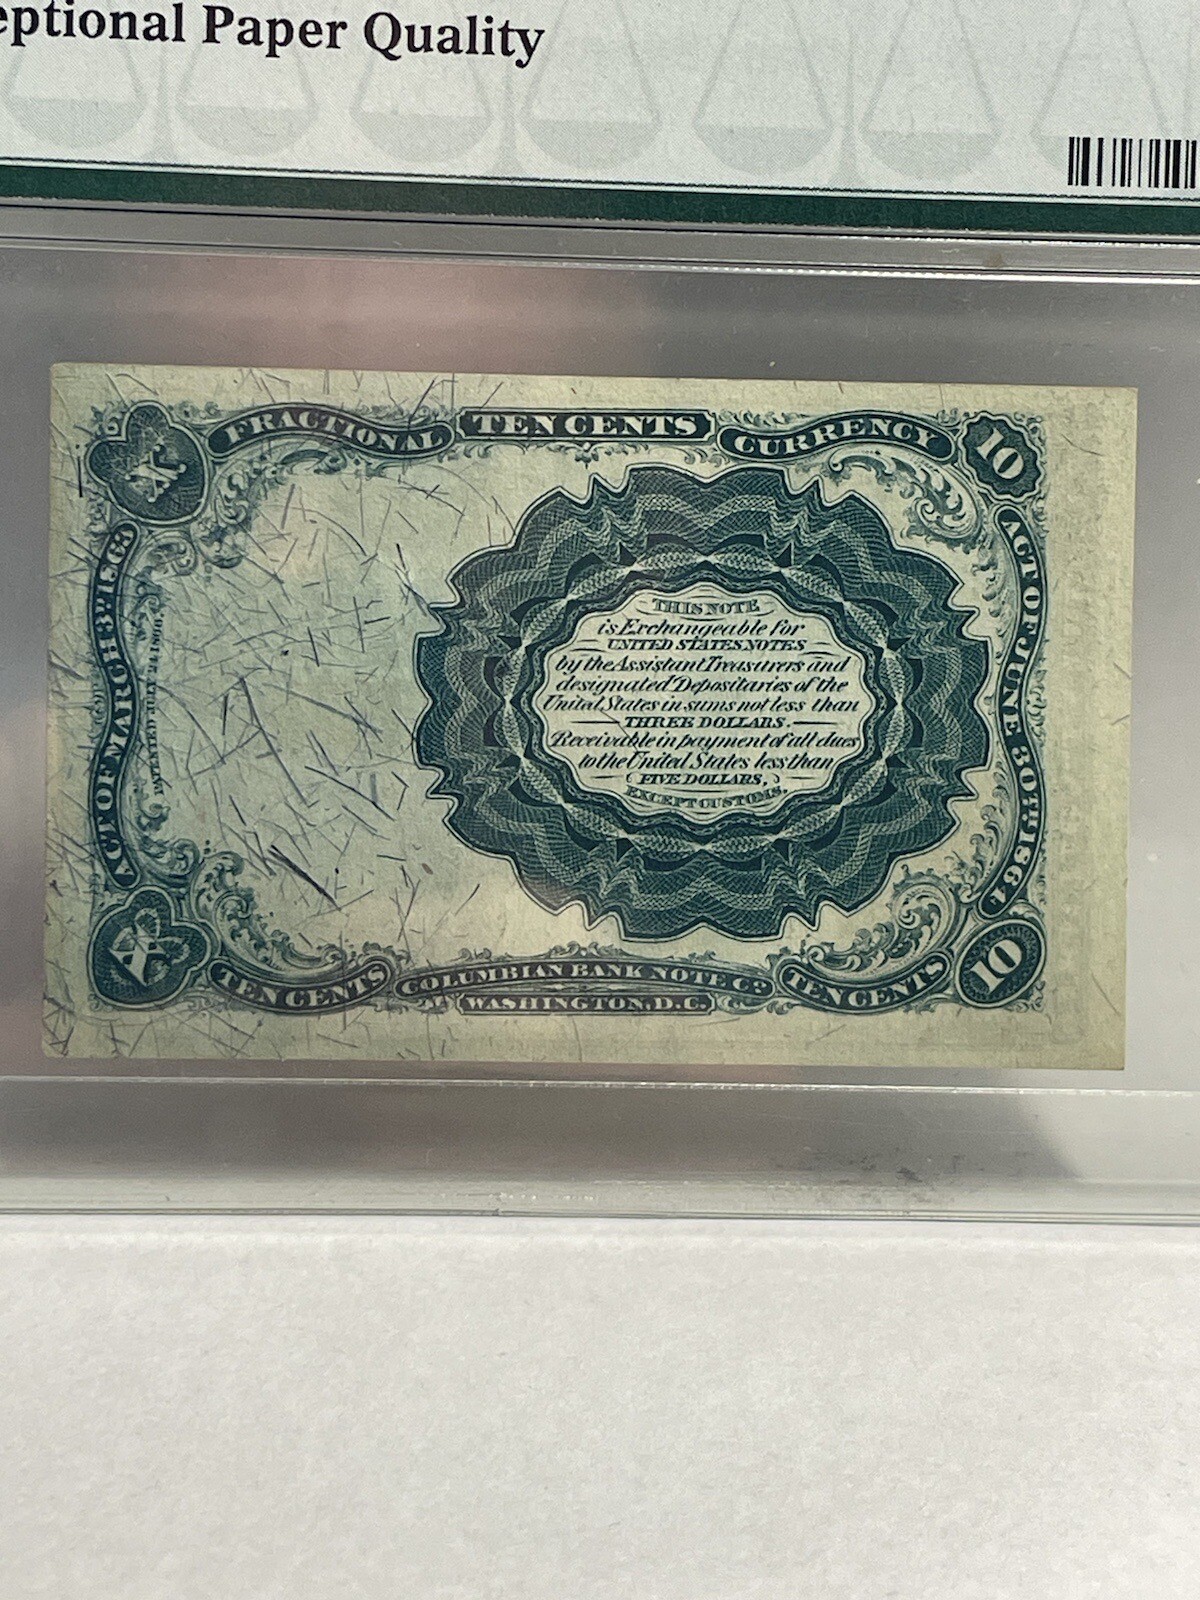 eptional Paper Quality
FRACTIONAL TEN CENTS CURRENCY
X
10
ACT OF MARCH 3RD 1863
ACT OF JUNE 30TH 1864
THIS NOTE
is Exchangeable for
UNITED STATES NOTES
by the Assistant Treasurers and
designated Depositaries of the
United States in sums not less than
THREE DOLLARS.
Receivable in payment of all dues
to the United States less than
FIVE DOLLARS,
EXCEPT CUSTOMS.
X
10
TEN CENTS COLUMBIAN BANK NOTE CO. TEN CENTS
WASHINGTON, D.C.